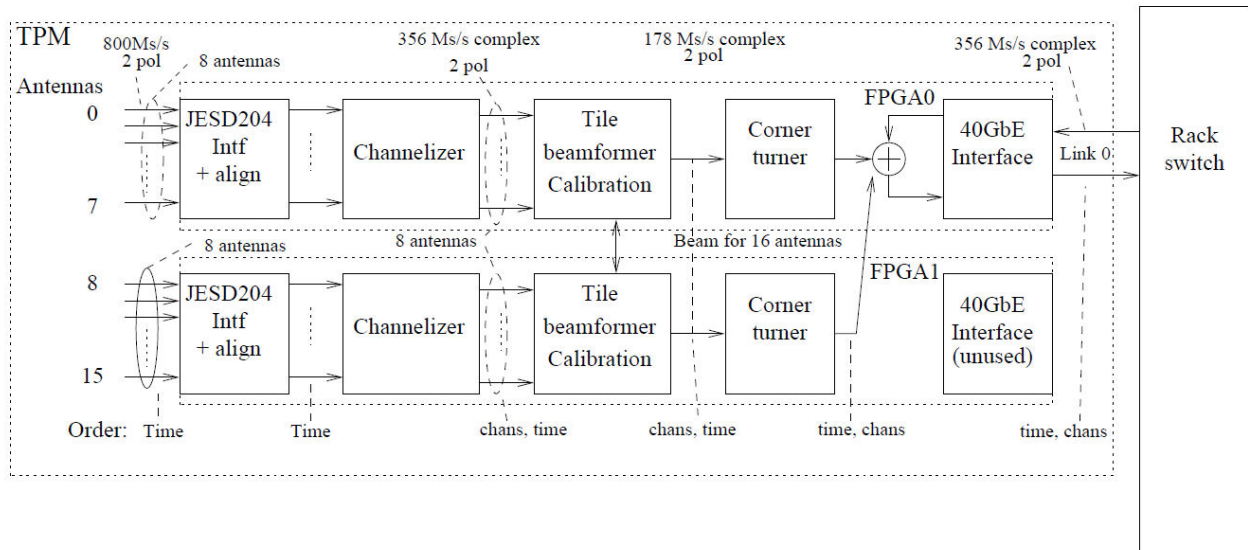 TPM
800Ms/s
2 pol
8 antennas
356 Ms/s complex
2 pol
178 Ms/s complex
2 pol
356 Ms/s complex
2 pol
Antennas
0
7
JESD204
Intf
+ align
Channelizer
Tile
beamformer
Calibration
Corner
turner
FPGA0
40GbE
Interface
Link 0
Rack
switch
8 antennas
8 antennas
Beam for 16 antennas
8
15
JESD204
Intf
+ align
Channelizer
Tile
beamformer
Calibration
Corner
turner
FPGA1
40GbE
Interface
(unused)
Order:
Time
Time
chans, time
chans, time
time, chans
time, chans